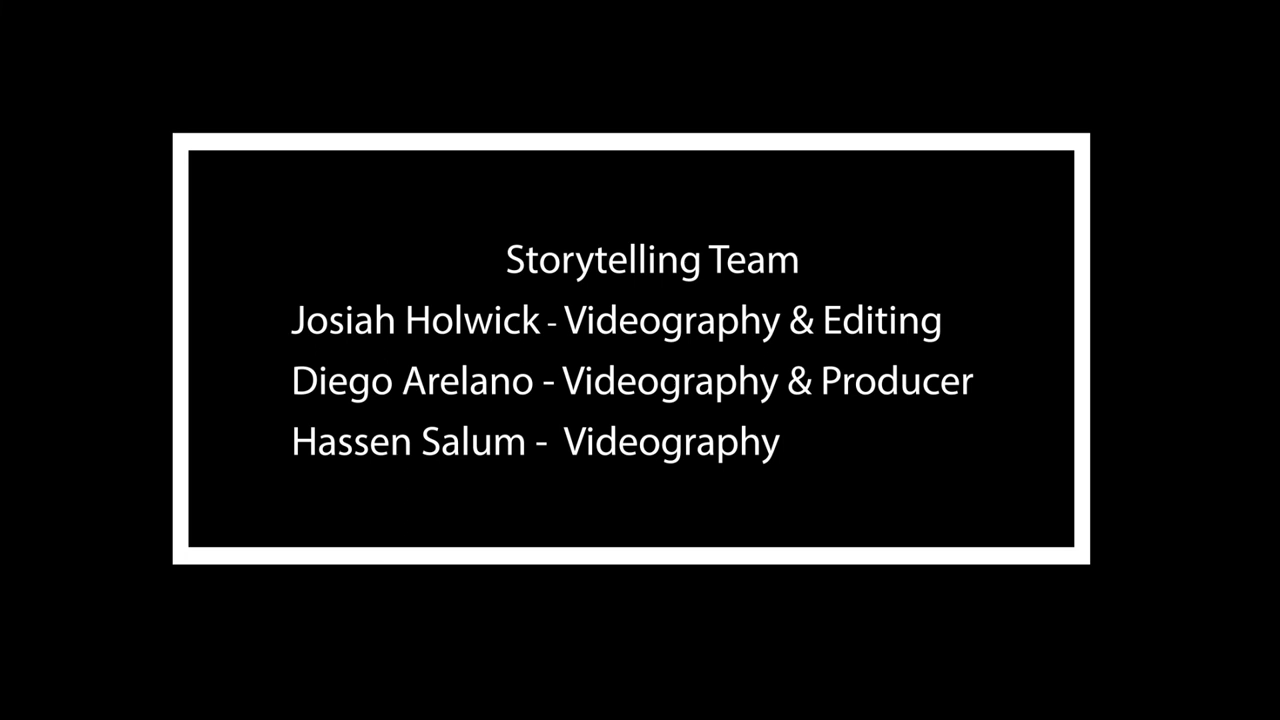 Storytelling Team
Josiah Holwick - Videography & Editing
Diego Arelano - Videography & Producer
Hassen Salum - Videography